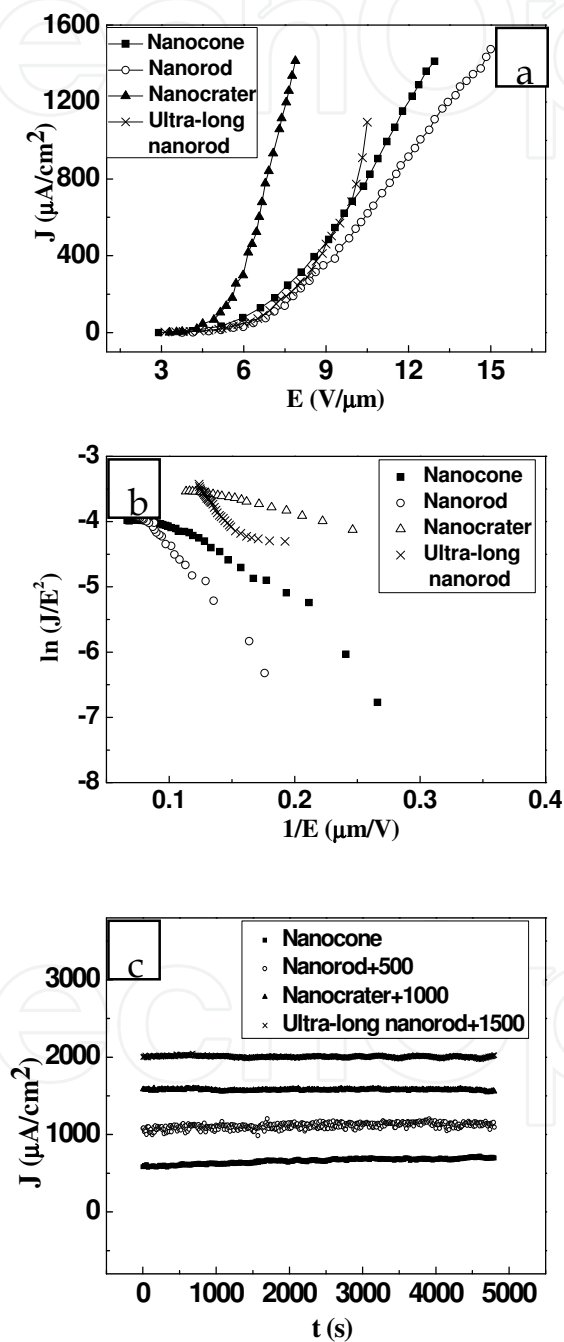 1600
1200
800
400
0
J (µA/cm²)
Nanocone
Nanorod
Nanocrater
Ultra-long
nanorod
a
3 6 9 12 15
E (V/µm)
-3
-4
-5
-6
-7
-8
ln (J/E²)
b
Nanocone
Nanorod
Nanocrater
Ultra-long
nanorod
0.1 0.2 0.3 0.4
1/E (µm/V)
c
3000
2000
1000
0
J (µA/cm²)
Nanocone
Nanorod+500
Nanocrater+1000
Ultra-long nanorod+1500
0 1000 2000 3000 4000 5000
t (s)